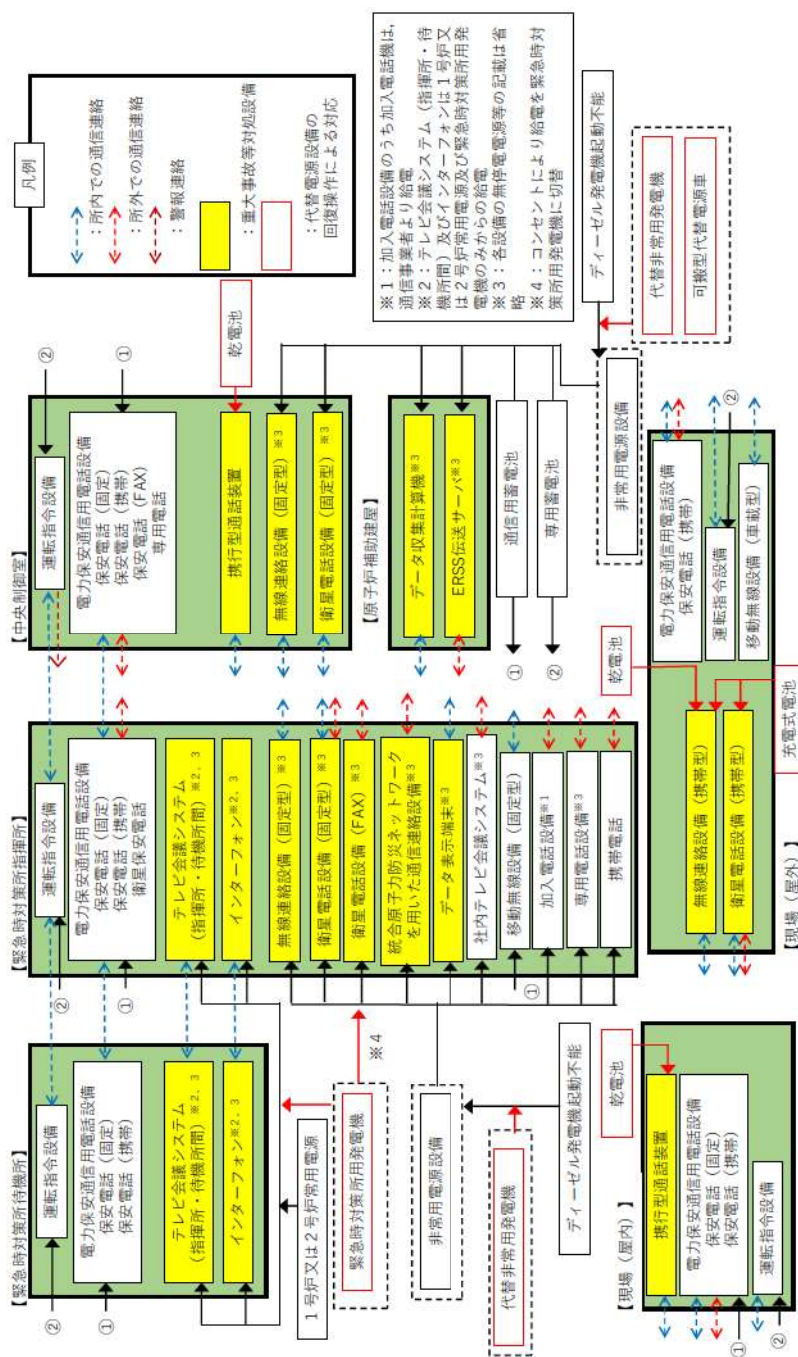 【緊急時対策所待機所】
運転指令設備
②
電力保安通信用電話設備
保安電話（固定）
保安電話（携帯）
①
テレビ会議システム
（指揮所・待機所間）※2，3
インターフォン※2，3
１号炉又は２号炉常用電源
緊急時対策所用発電機
※4
非常用電源設備
代替非常用発電機
ディーゼル発電機起動不能
【緊急時対策所指揮所】
運転指令設備
②
電力保安通信用電話設備
保安電話（固定）
保安電話（携帯）
衛星保安電話
①
テレビ会議システム
（指揮所・待機所間）※2，3
インターフォン※2，3
無線連絡設備（固定型）※3
衛星電話設備（固定型）※3
衛星電話設備（FAX）※3
統合原子力防災ネットワーク
を用いた通信連絡設備※3
データ表示端末※3
社内テレビ会議システム※3
移動無線設備（固定型）
①
加入電話設備※1
専用電話設備※3
携帯電話
【中央制御室】
運転指令設備
②
電力保安通信用電話設備
保安電話（固定）
保安電話（携帯）
保安電話（FAX）
専用電話
①
携行型通話装置
乾電池
無線連絡設備（固定型）※3
衛星電話設備（固定型）※3
【原子炉補助建屋】
データ収集計算機※3
ERSS伝送サーバ※3
通信用蓄電池
①
専用蓄電池
②
非常用電源設備
ディーゼル発電機起動不能
代替非常用発電機
可搬型代替電源車
凡例
：所内での通信連絡
：所外での通信連絡
：警報連絡
：重大事故等対処設備
：代替電源設備の
回復操作による対応
※１：加入電話設備のうち加入電話機は，
通信事業者より給電
※２：テレビ会議システム（指揮所・待
機所間）及びインターフォンは１号炉又
は２号炉常用電源及び緊急時対策所用発
電機のみからの給電
※３：各設備の無停電電源等の記載は省
略
※４：コンセントにより給電を緊急時対
策所用発電機に切替
【現場（屋内）】
携行型通話装置
乾電池
電力保安通信用電話設備
保安電話（固定）
保安電話（携帯）
①
運転指令設備
②
【現場（屋外）】
無線連絡設備（携帯型）
衛星電話設備（携帯型）
乾電池
充電式電池
電力保安通信用電話設備
保安電話（携帯）
運転指令設備
②
移動無線設備（車載型）